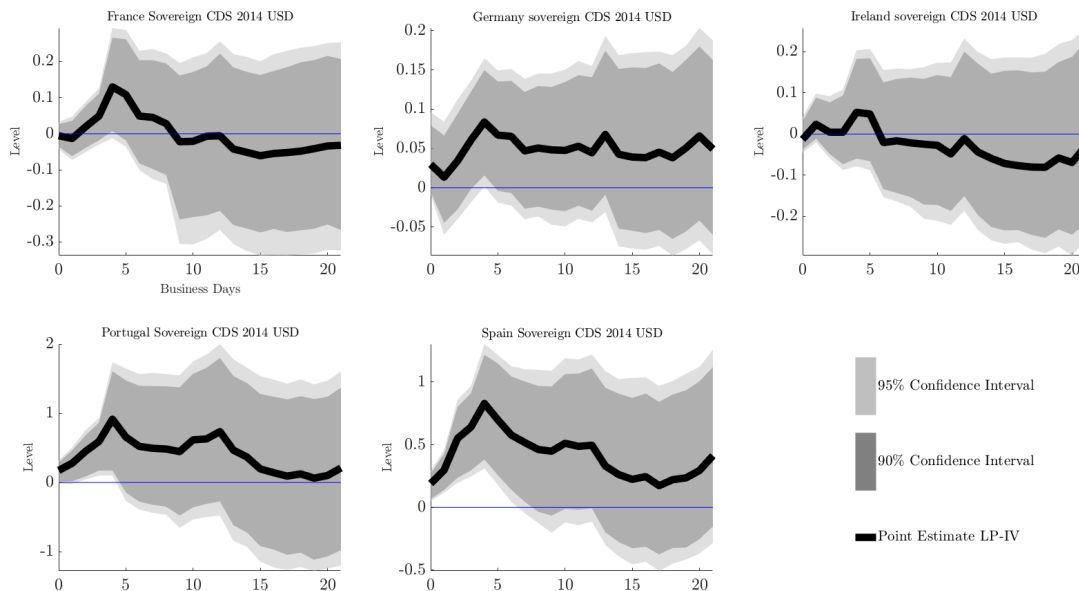 France Sovereign CDS 2014 USD
Level
0.2
0.1
0
-0.1
-0.2
-0.3
0 5 10 15 20
Business Days
Germany sovereign CDS 2014 USD
Level
0.2
0.15
0.1
0.05
0
-0.05
0 5 10 15 20
Ireland sovereign CDS 2014 USD
Level
0.2
0.1
0
-0.1
-0.2
0 5 10 15 20
Portugal Sovereign CDS 2014 USD
Level
2
1
0
-1
0 5 10 15 20
Spain Sovereign CDS 2014 USD
Level
1
0.5
0
-0.5
0 5 10 15 20
95% Confidence Interval
90% Confidence Interval
Point Estimate LP-IV